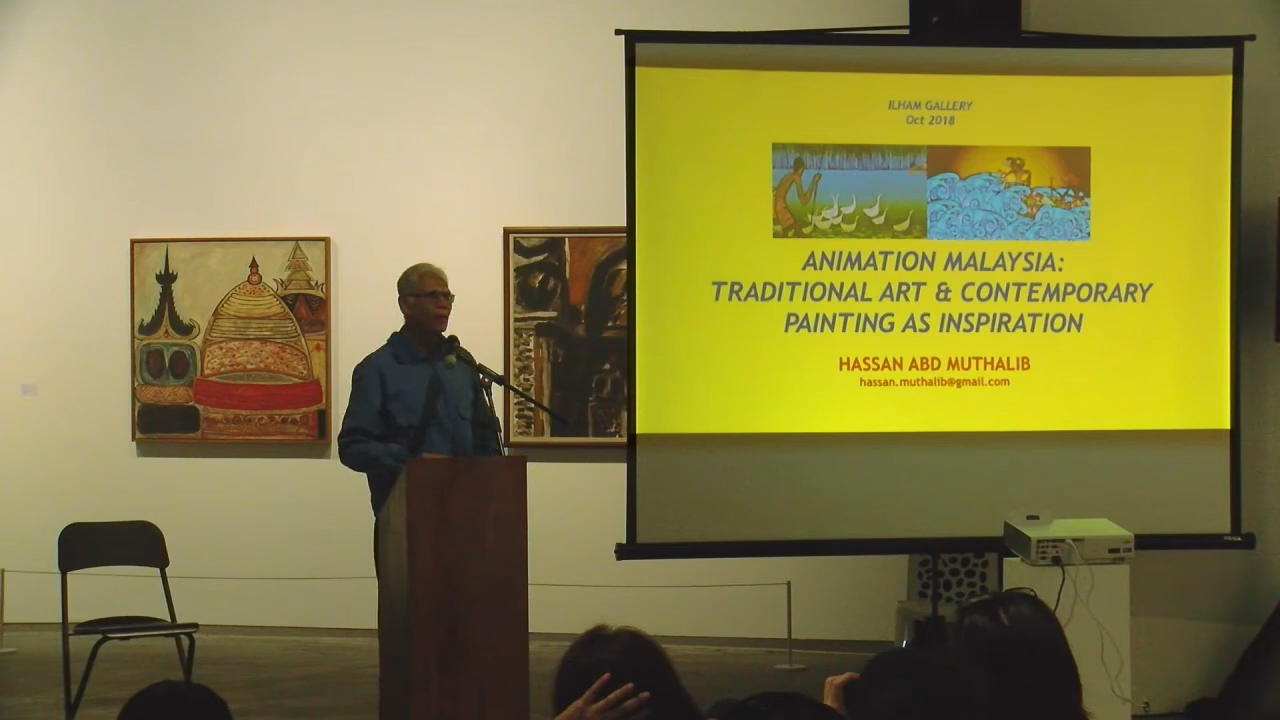 ILHAM GALLERY
Oct 2018
ANIMATION MALAYSIA:
TRADITIONAL ART & CONTEMPORARY
PAINTING AS INSPIRATION
HASSAN ABD MUTHALIB
hassan.muthalib@gmail.com